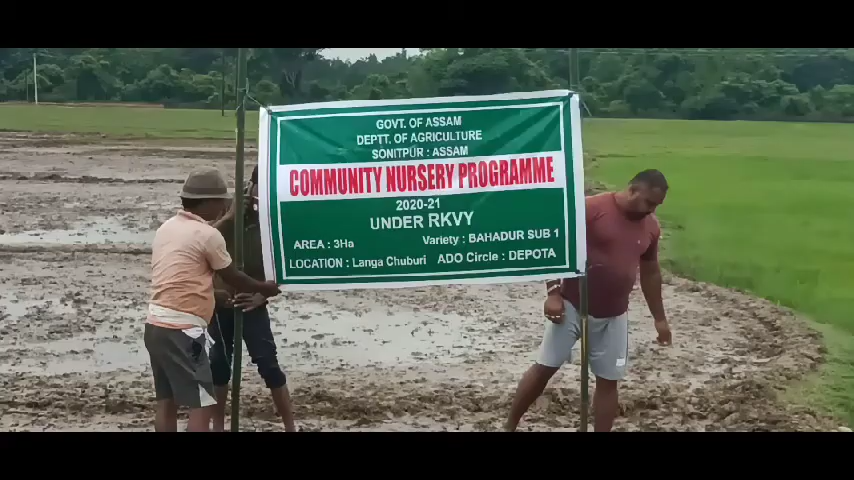 GOVT. OF ASSAM
DEPTT. OF AGRICULTURE
SONITPUR : ASSAM
COMMUNITY NURSERY PROGRAMME
2020-21
UNDER RKVY
AREA : 3Ha Variety : BAHADUR SUB 1
LOCATION : Langa Chuburi ADO Circle : DEPOTA